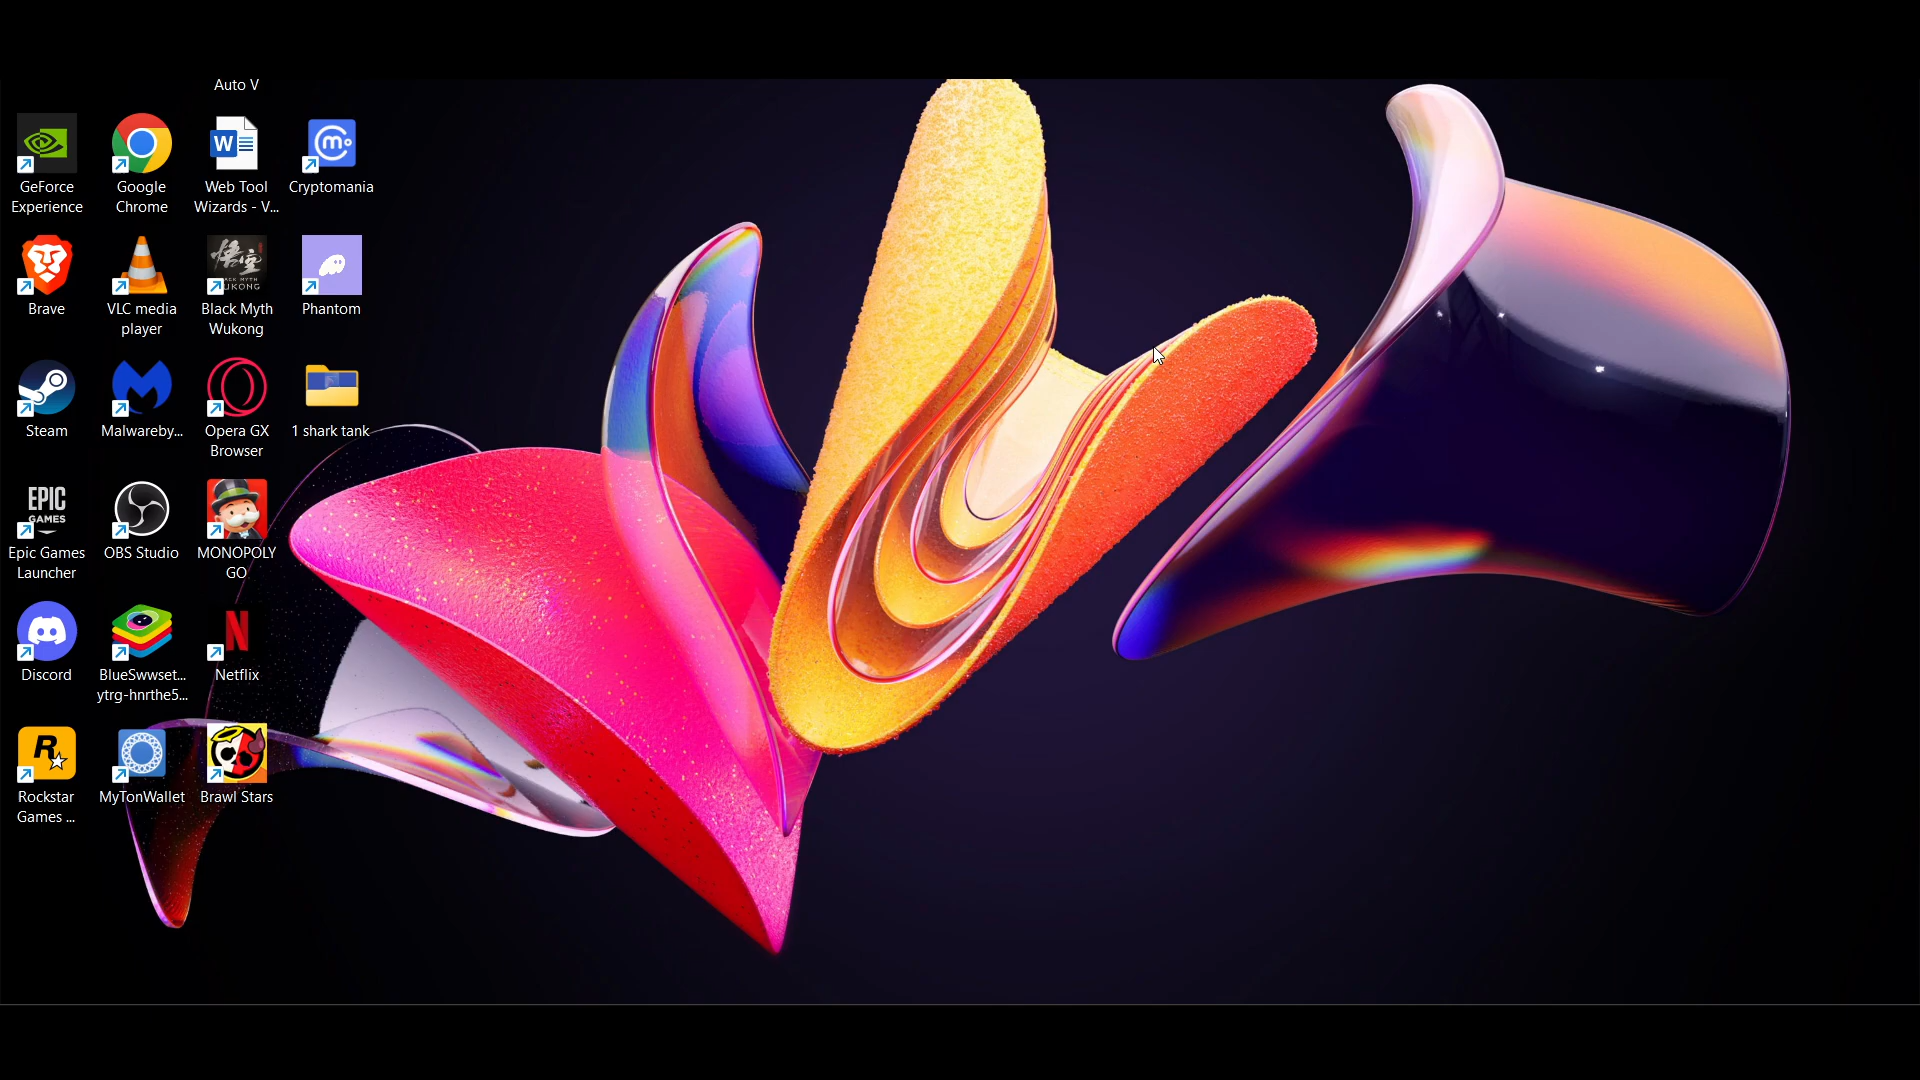 Auto V
GeForce
Experience
Google
Chrome
W
Web Tool
Wizards - V...
m
Cryptomania
Brave
VLC media
player
悟空
Black Myth
Wukong
Phantom
Steam
Malwareby...
Opera GX
Browser
1 shark tank
EPIC
GAMES
Epic Games
Launcher
OBS Studio
MONOPOLY
GO
Discord
BlueSwwset...
ytrg-hnrthe5...
N
Netflix
R
Rockstar
Games ...
MyTonWallet
Brawl Stars